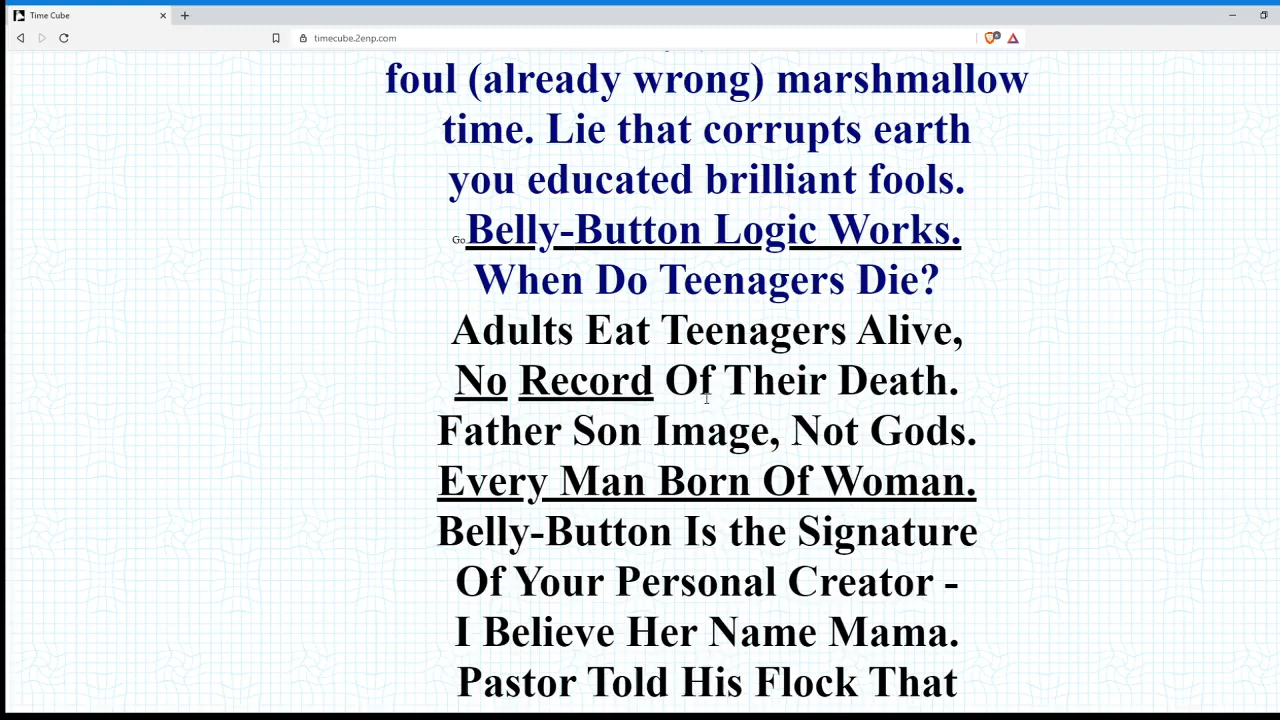 Time Cube
timecube.2enp.com
foul (already wrong) marshmallow
time. Lie that corrupts earth
you educated brilliant fools.
Go Belly-Button Logic Works.
When Do Teenagers Die?
Adults Eat Teenagers Alive,
No Record Of Their Death.
Father Son Image, Not Gods.
Every Man Born Of Woman.
Belly-Button Is the Signature
Of Your Personal Creator -
I Believe Her Name Mama.
Pastor Told His Flock That